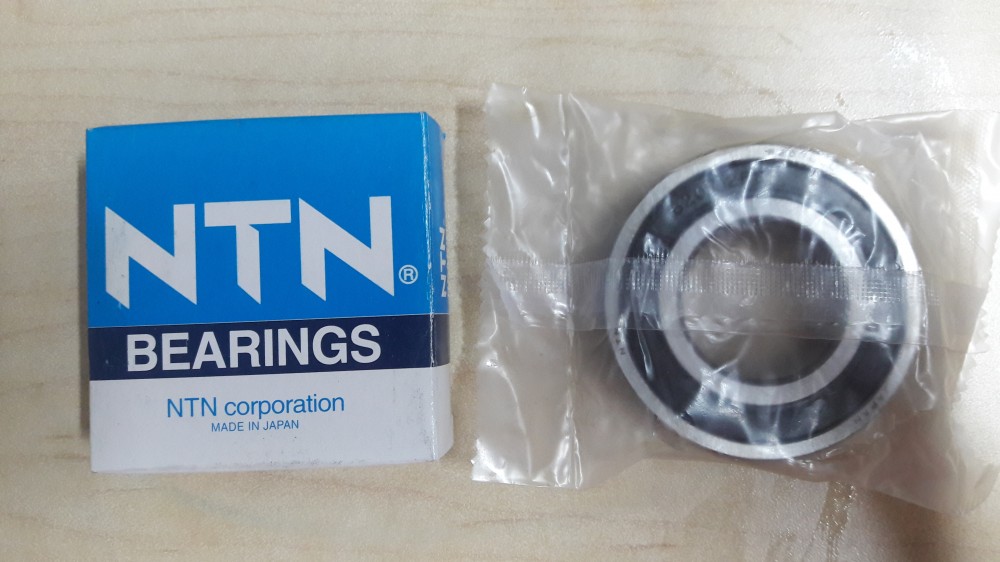 NTN®
BEARINGS
NTN corporation
MADE IN JAPAN
NTN